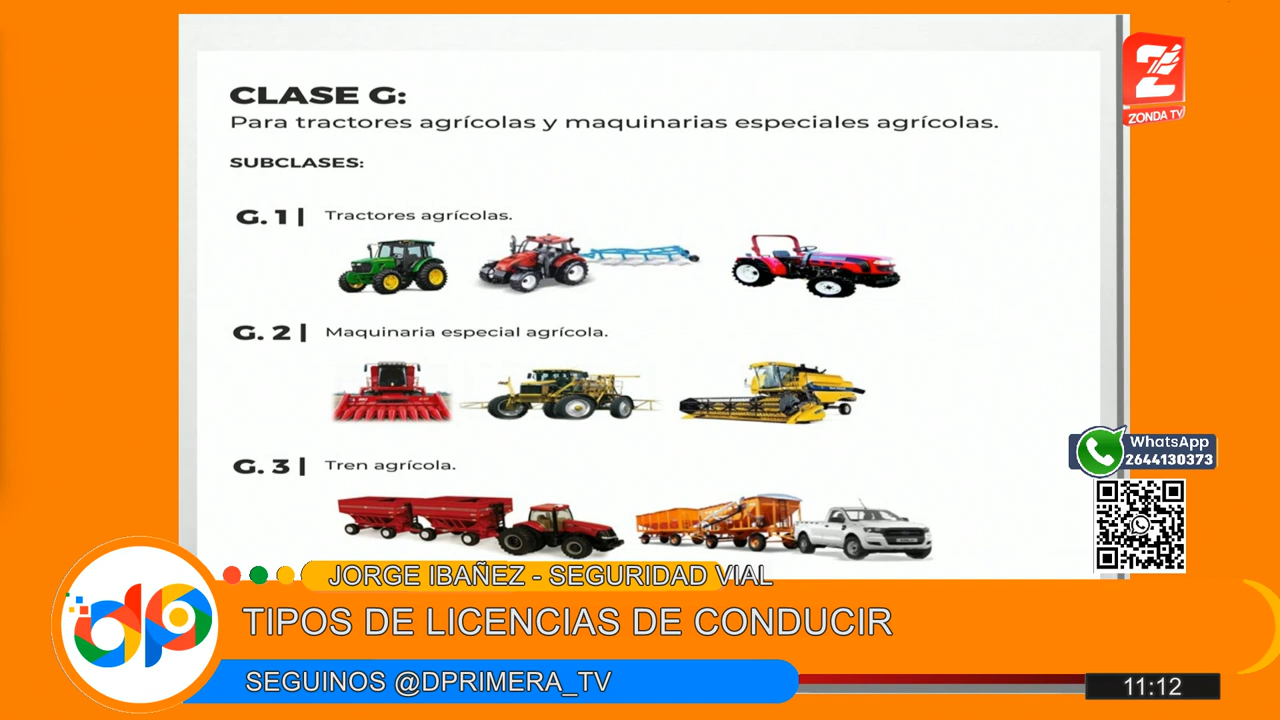 CLASE G:
Para tractores agrícolas y maquinarias especiales agrícolas.
SUBCLASES:
G. 1 | Tractores agrícolas.
G. 2 | Maquinaria especial agrícola.
G. 3 | Tren agrícola.
Z
ZONDA TV
WhatsApp
2644130373
JORGE IBAÑEZ - SEGURIDAD VIAL
dp
TIPOS DE LICENCIAS DE CONDUCIR
SEGUINOS @DPRIMERA_TV
11:12